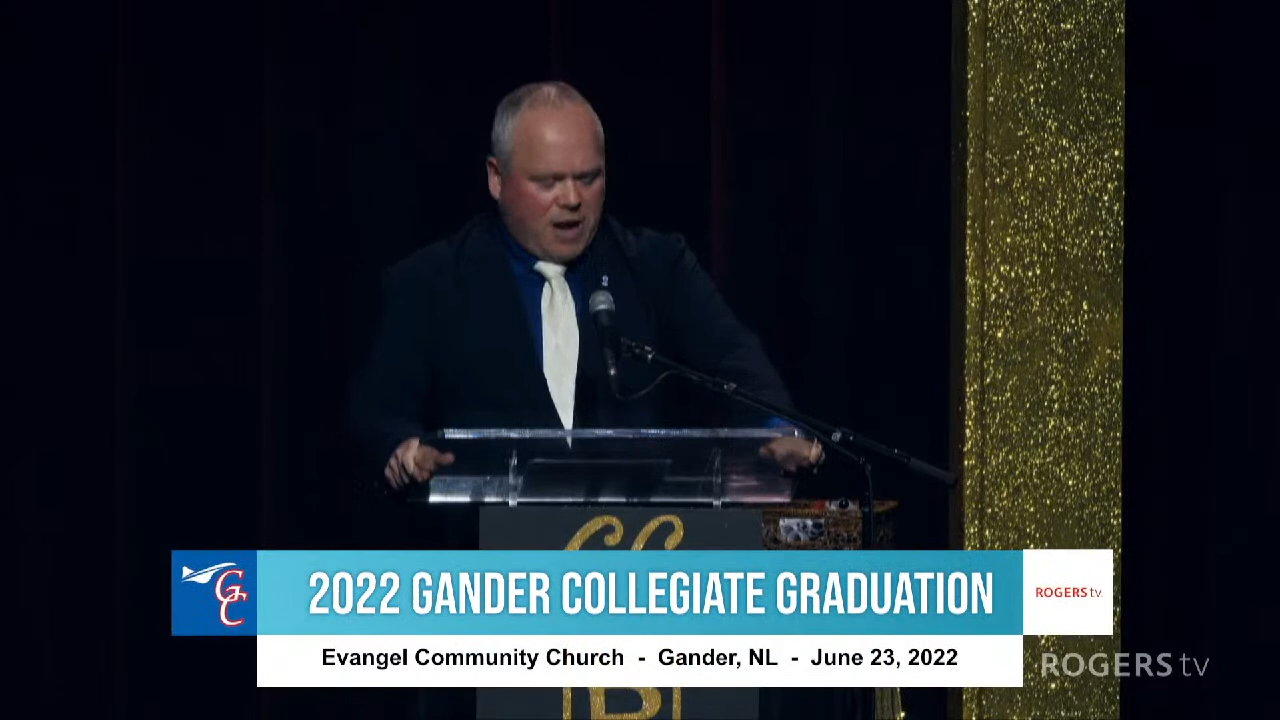 GC
2022 GANDER COLLEGIATE GRADUATION
ROGERS tv
Evangel Community Church - Gander, NL - June 23, 2022
ROGERS tv
B